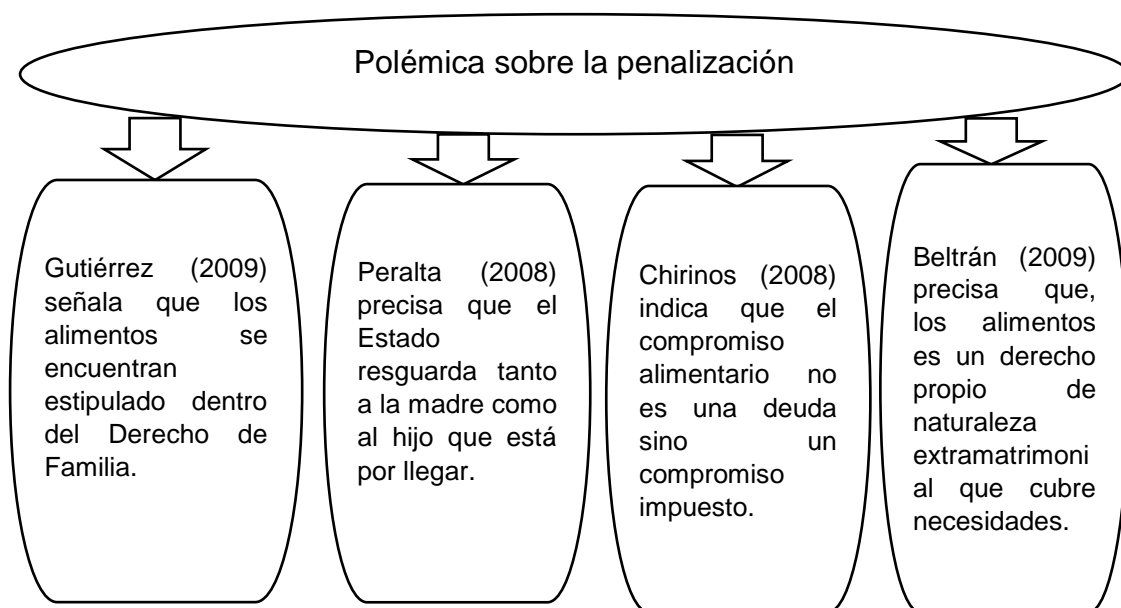 Polémica sobre la penalización
Gutiérrez (2009)
señala que los
alimentos se
encuentran
estipulado dentro
del Derecho de
Familia.
Peralta (2008)
precisa que el
Estado
resguarda tanto
a la madre como
al hijo que está
por llegar.
Chirinos (2008)
indica que el
compromiso
alimentario no
es una deuda
sino un
compromiso
impuesto.
Beltrán (2009)
precisa que,
los alimentos
es un derecho
propio de
naturaleza
extramatrimoni
al que cubre
necesidades.